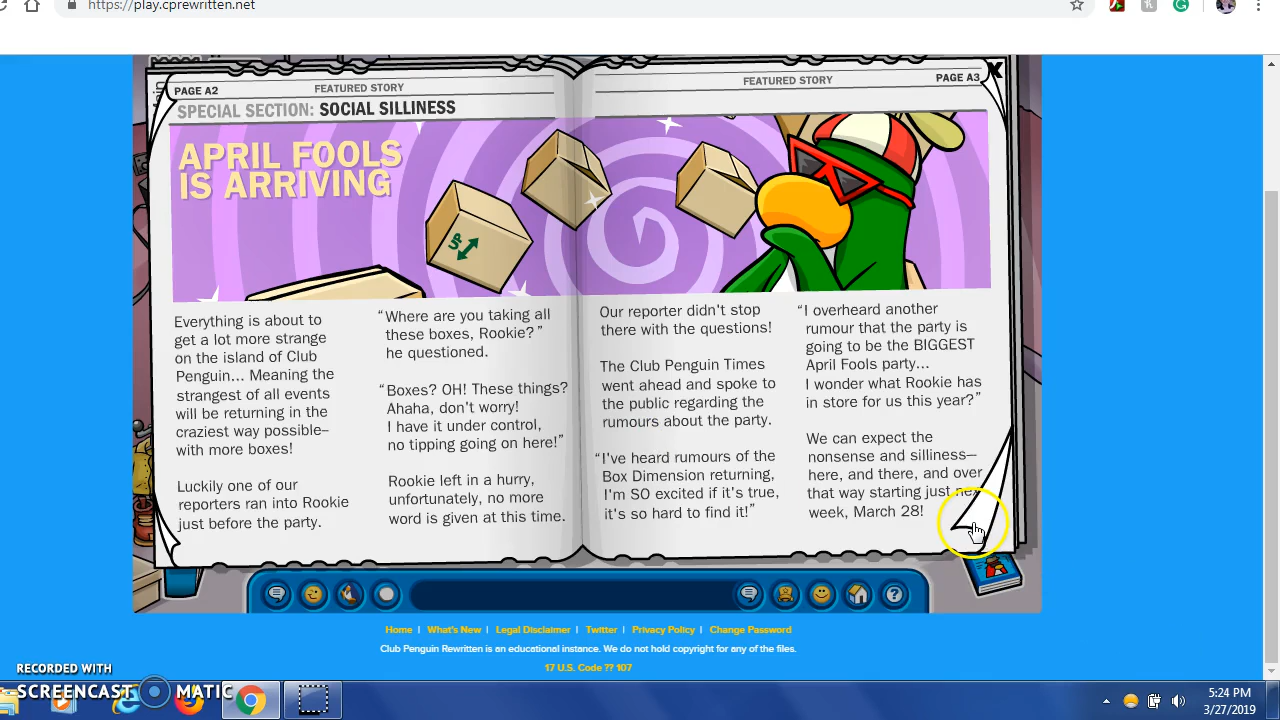 https://play.cprewritten.net
PAGE A2
FEATURED STORY
FEATURED STORY
PAGE A3
X
SPECIAL SECTION: SOCIAL SILLINESS
APRIL FOOLS
IS ARRIVING
UP
Everything is about to
get a lot more strange
on the island of Club
Penguin... Meaning the
strangest of all events
will be returning in the
craziest way possible–
with more boxes!
Luckily one of our
reporters ran into Rookie
just before the party.
“Where are you taking all
these boxes, Rookie?”
he questioned.
“Boxes? OH! These things?
Ahaha, don't worry!
I have it under control,
no tipping going on here!”
Rookie left in a hurry,
unfortunately, no more
word is given at this time.
Our reporter didn't stop
there with the questions!
The Club Penguin Times
went ahead and spoke to
the public regarding the
rumours about the party.
“I've heard rumours of the
Box Dimension returning,
I'm SO excited if it's true,
it's so hard to find it!”
“I overheard another
rumour that the party is
going to be the BIGGEST
April Fools party...
I wonder what Rookie has
in store for us this year?”
We can expect the
nonsense and silliness–
here, and there, and over
that way starting just next
week, March 28!
Home | What's New | Legal Disclaimer | Twitter | Privacy Policy | Change Password
Club Penguin Rewritten is an educational instance. We do not hold copyright for any of the files.
17 U.S. Code ?? 107
RECORDED WITH
SCREENCAST MATIC
5:24 PM
3/27/2019